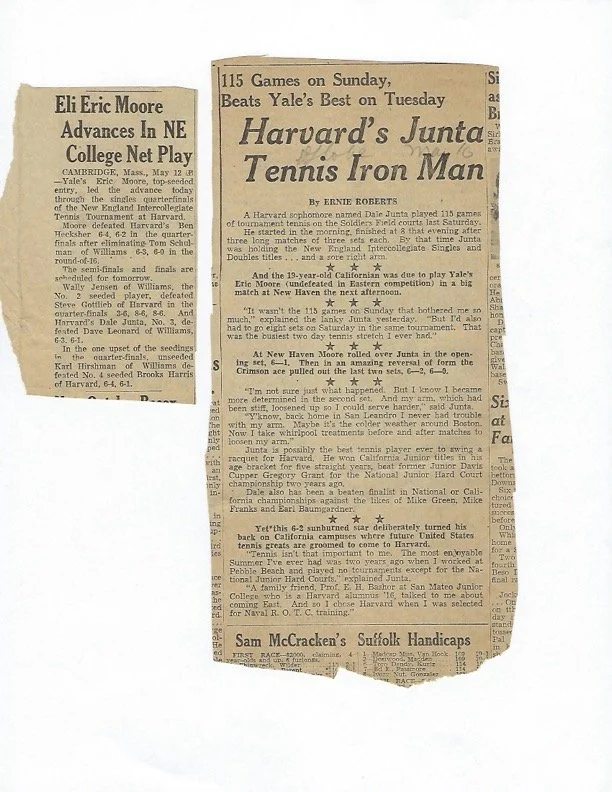 Eli Eric Moore
Advances In NE
College Net Play
CAMBRIDGE, Mass., May 12 (P)
—Yale's Eric Moore, top-seeded
entry, led the advance today
through the singles quarterfinals
of the New England Intercollegiate
Tennis Tournament at Harvard.
Moore defeated Harvard's Ben
Hecksher 6-4, 6-2 in the quarter-
finals after eliminating Tom Schul-
man of Williams 6-3, 6-0 in the
round-of-16.
The semi-finals and finals are
scheduled for tomorrow.
Wally Jensen of Williams, the
No. 2 seeded player, defeated
Steve Gottlieb of Harvard in the
quarter-finals 3-6, 8-6, 8-6. And
Harvard's Dale Junta, No. 3, de-
feated Dave Leonard of Williams,
6-3, 6-1.
In the one upset of the seedings
in the quarter-finals, unseeded
Karl Hirshman of Williams de-
feated No. 4 seeded Brooks Harris
of Harvard, 6-4, 6-1.
115 Games on Sunday,
Beats Yale's Best on Tuesday
Harvard's Junta
Tennis Iron Man
By ERNIE ROBERTS
A Harvard sophomore named Dale Junta played 115 games
of tournament tennis on the Soldiers Field courts last Saturday.
He started in the morning, finished at 8 that evening after
three long matches of three sets each. By that time Junta
was holding the New England Intercollegiate Singles and
Doubles titles . . . and a sore right arm.
And the 19-year-old Californian was due to play Yale's
Eric Moore (undefeated in Eastern competition) in a big
match at New Haven the next afternoon.
"It wasn't the 115 games on Sunday that bothered me so
much," explained the lanky Junta yesterday. "But I'd also
had to go eight sets on Saturday in the same tournament. That
was the busiest two day tennis stretch I ever had."
At New Haven Moore rolled over Junta in the open-
ing set, 6—1. Then in an amazing reversal of form the
Crimson ace pulled out the last two sets, 6—2, 6—0.
"I'm not sure just what happened. But I know I became
more determined in the second set. And my arm, which had
been stiff, loosened up so I could serve harder," said Junta.
"Y'know, back home in San Leandro I never had trouble
with my arm. Maybe it's the colder weather around Boston.
Now I take whirlpool treatments before and after matches to
loosen my arm."
Junta is possibly the best tennis player ever to swing a
racquet for Harvard. He won California Junior titles in his
age bracket for five straight years, beat former Junior Davis
Cupper Gregory Grant for the National Junior Hard Court
championship two years ago.
Dale also has been a beaten finalist in National or Cali-
fornia championships against the likes of Mike Green, Mike
Franks and Earl Baumgardner.
Yet this 6-2 sunburned star deliberately turned his
back on California campuses where future United States
tennis greats are groomed to come to Harvard.
"Tennis isn't that important to me. The most enjoyable
Summer I've ever had was two years ago when I worked at
Pebble Beach and played no tournaments except for the Na-
tional Junior Hard Courts," explained Junta.
"A family friend, Prof. E. H. Bashor at San Mateo Junior
College who is a Harvard alumnus '16, talked to me about
coming East. And so I chose Harvard when I was selected
for Naval R. O. T. C. training."
Sam McCracken's Suffolk Handicaps
FIRST RACE—$2000, claiming, 4